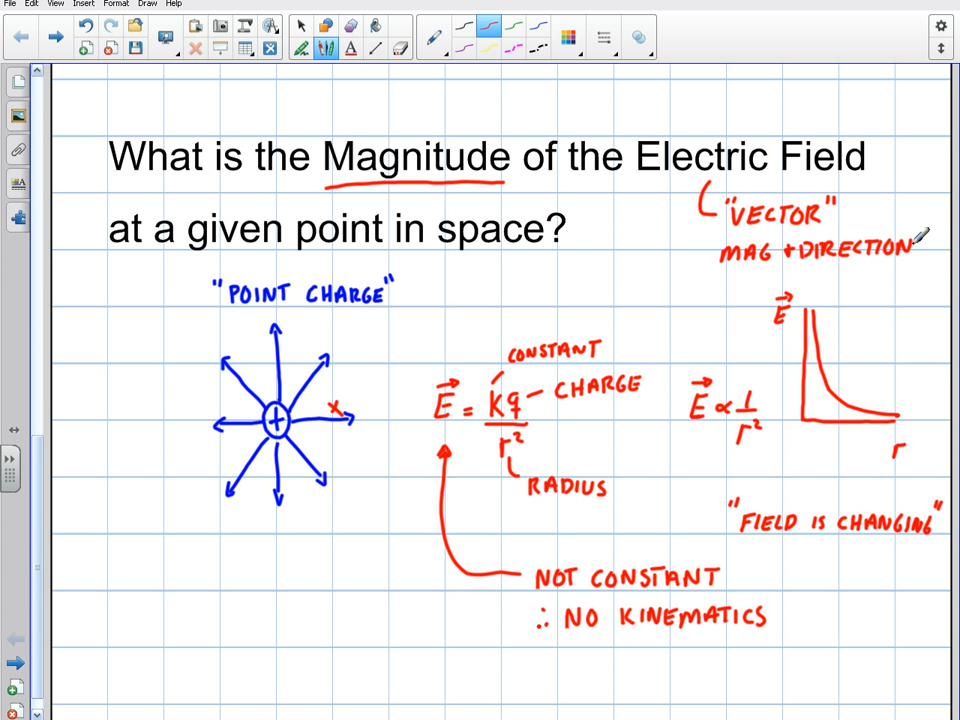 File Edit View Insert Format Draw Help
What is the Magnitude of the Electric Field
at a given point in space?
"VECTOR"
MAG + DIRECTION
"POINT CHARGE"
+
x
CONSTANT
E = Kq
r²
CHARGE
RADIUS
E ∝ 1
r²
E
r
"FIELD IS CHANGING"
NOT CONSTANT
∴ NO KINEMATICS